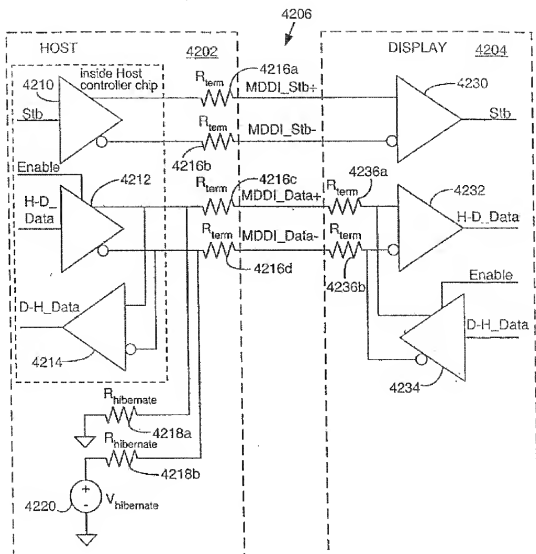 4206
HOST 4202 DISPLAY 4204
inside Host
controller chip
4210 Rterm 4216a 4230
MDDI_Stb+
Stb Stb
MDDI_Stb-
Rterm 4216b
Enable
4212 Rterm 4216c 4236a 4232
MDDI_Data+ Rterm
H-D_
Data H-D_Data
Rterm MDDI_Data- Rterm
4216d 4236b
Enable
D-H_Data D-H_Data
4214 4234
Rhibernate
4218a
Rhibernate
4218b
+
-
4220 Vhibernate